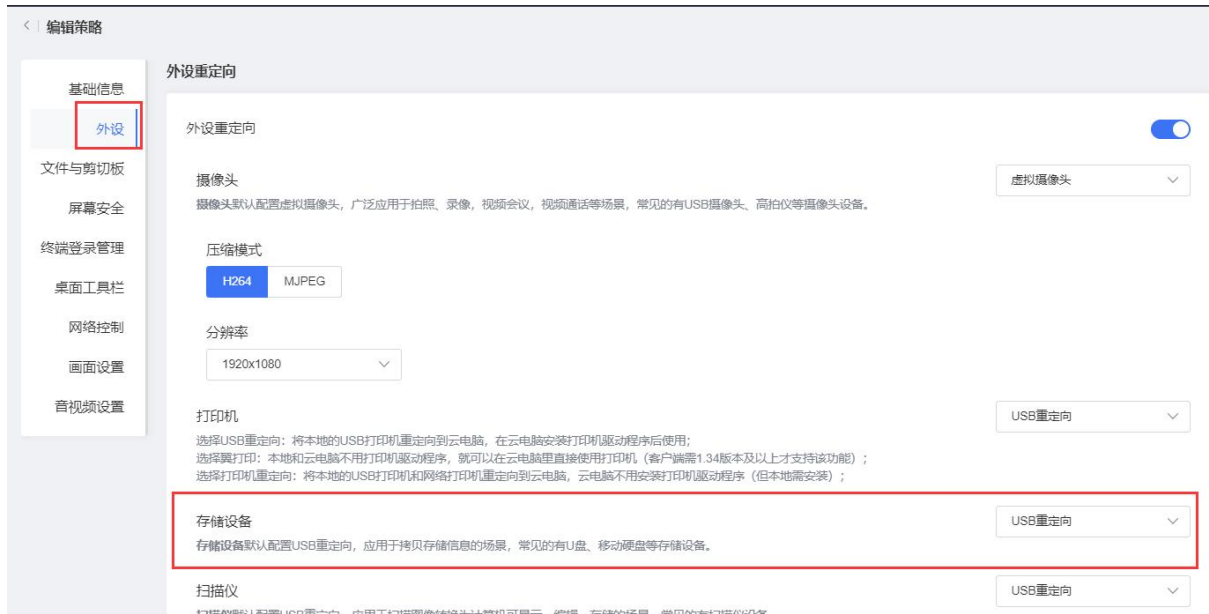 编辑策略
基础信息
外设
文件与剪切板
屏幕安全
终端登录管理
桌面工具栏
网络控制
画面设置
音视频设置
外设重定向
外设重定向
摄像头
虚拟摄像头
摄像头默认配置虚拟摄像头，广泛应用于拍照、录像，视频会议，视频通话等场景，常见的有USB摄像头、高拍仪等摄像头设备。
压缩模式
H264 MJPEG
分辨率
1920x1080
打印机
USB重定向
选择USB重定向：将本地的USB打印机重定向到云电脑，在云电脑安装打印机驱动程序后使用；
选择翼打印：本地和云电脑不用打印机驱动程序，就可以在云电脑里直接使用打印机（客户端需1.34版本及以上才支持该功能）；
选择打印机重定向：将本地的USB打印机和网络打印机重定向到云电脑，云电脑不用安装打印机驱动程序（但本地需安装）；
存储设备
USB重定向
存储设备默认配置USB重定向，应用于拷贝存储信息的场景，常见的有U盘、移动硬盘等存储设备。
扫描仪
USB重定向